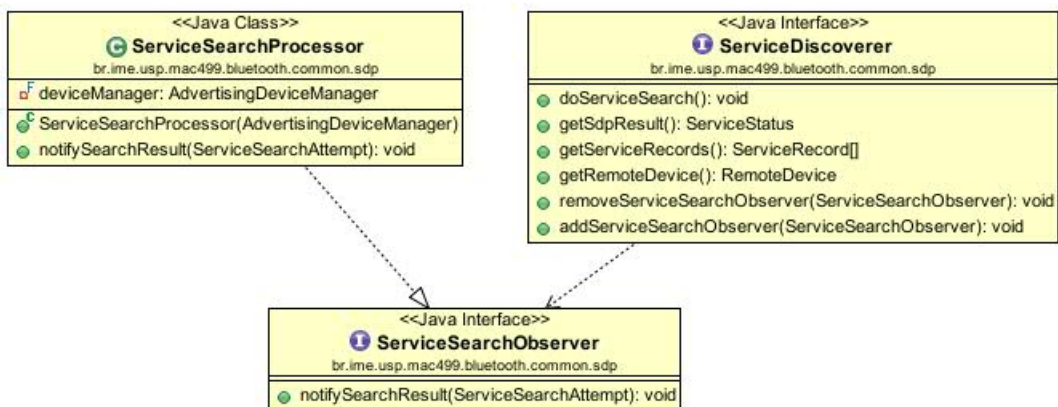 <<Java Class>>
ServiceSearchProcessor
br.ime.usp.mac499.bluetooth.common.sdp
deviceManager: AdvertisingDeviceManager
ServiceSearchProcessor(AdvertisingDeviceManager)
notifySearchResult(ServiceSearchAttempt): void
<<Java Interface>>
ServiceDiscoverer
br.ime.usp.mac499.bluetooth.common.sdp
doServiceSearch(): void
getSdpResult(): ServiceStatus
getServiceRecords(): ServiceRecord[]
getRemoteDevice(): RemoteDevice
removeServiceSearchObserver(ServiceSearchObserver): void
addServiceSearchObserver(ServiceSearchObserver): void
<<Java Interface>>
ServiceSearchObserver
br.ime.usp.mac499.bluetooth.common.sdp
notifySearchResult(ServiceSearchAttempt): void